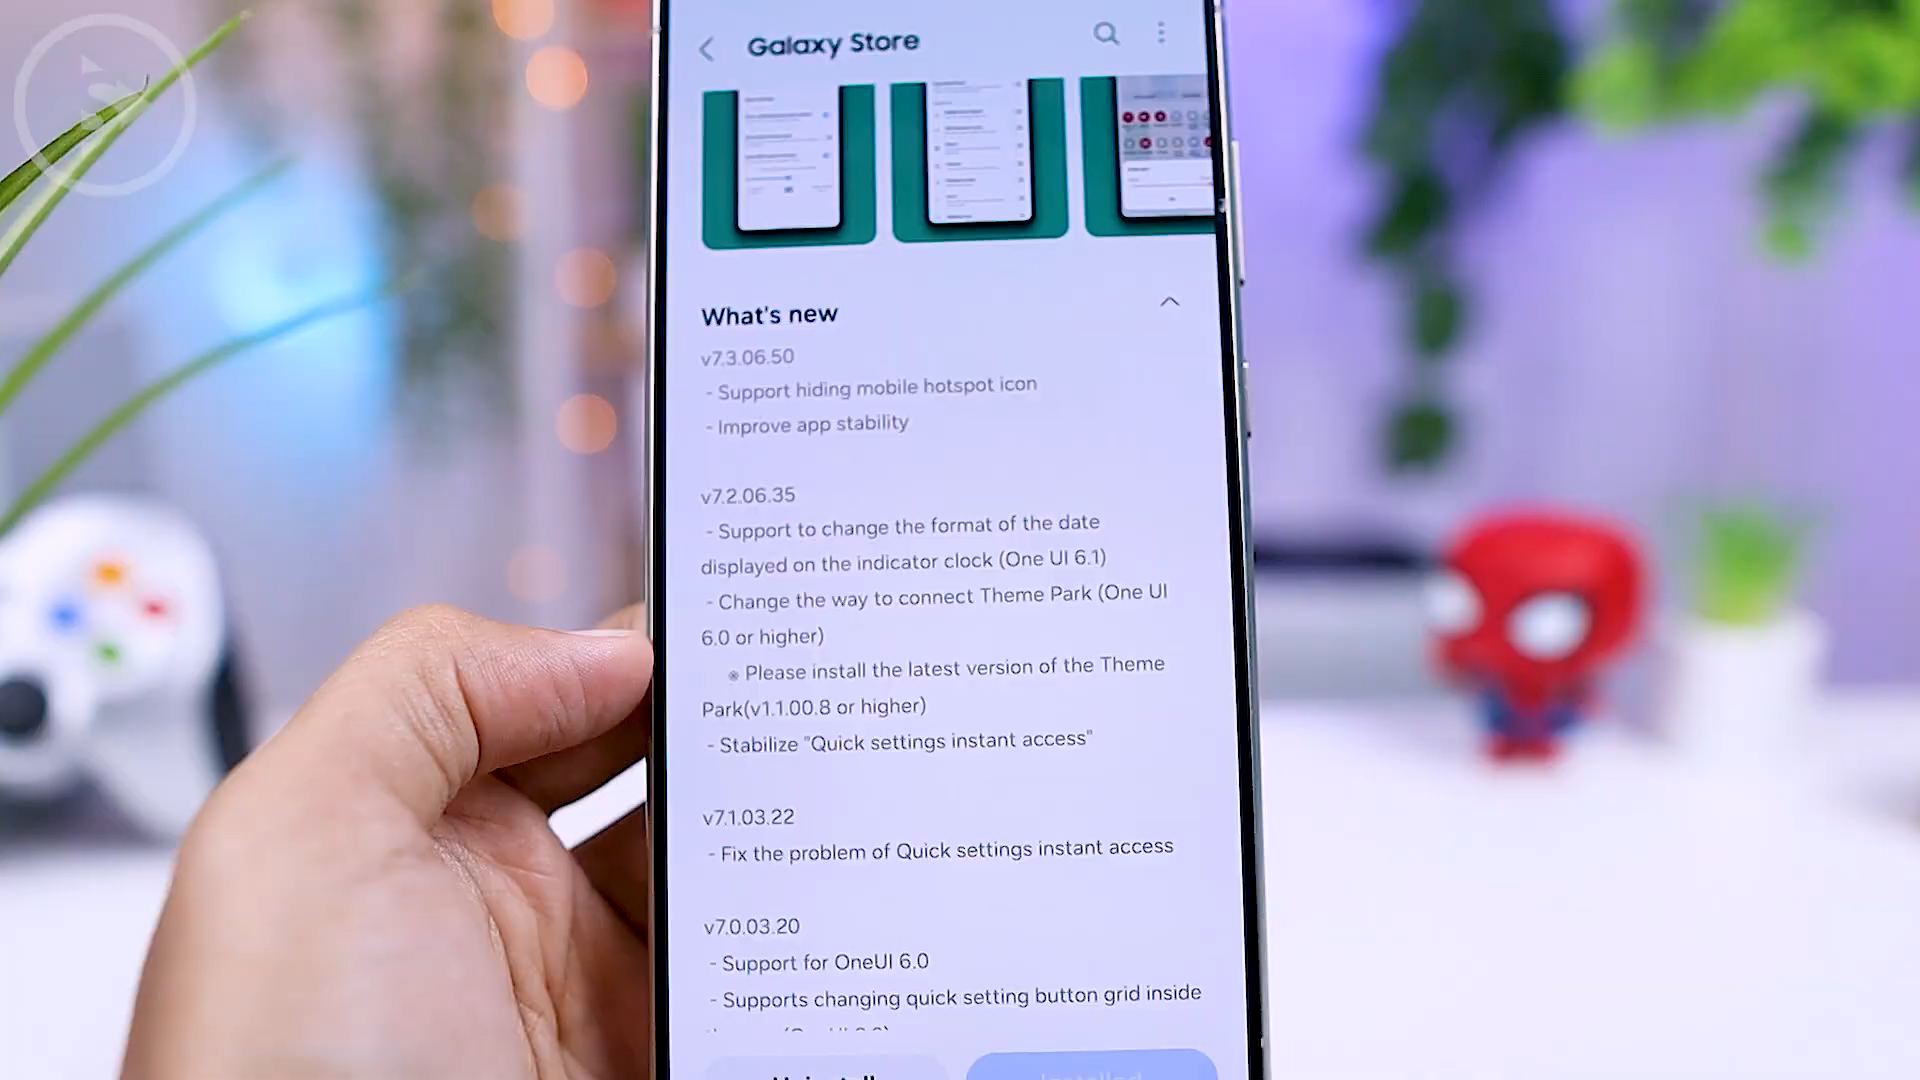 Galaxy Store
What's new
v7.3.06.50
- Support hiding mobile hotspot icon
- Improve app stability
v7.2.06.35
- Support to change the format of the date
displayed on the indicator clock (One UI 6.1)
- Change the way to connect Theme Park (One UI
6.0 or higher)
※ Please install the latest version of the Theme
Park(v1.1.00.8 or higher)
- Stabilize "Quick settings instant access"
v7.1.03.22
- Fix the problem of Quick settings instant access
v7.0.03.20
- Support for OneUI 6.0
- Supports changing quick setting button grid inside